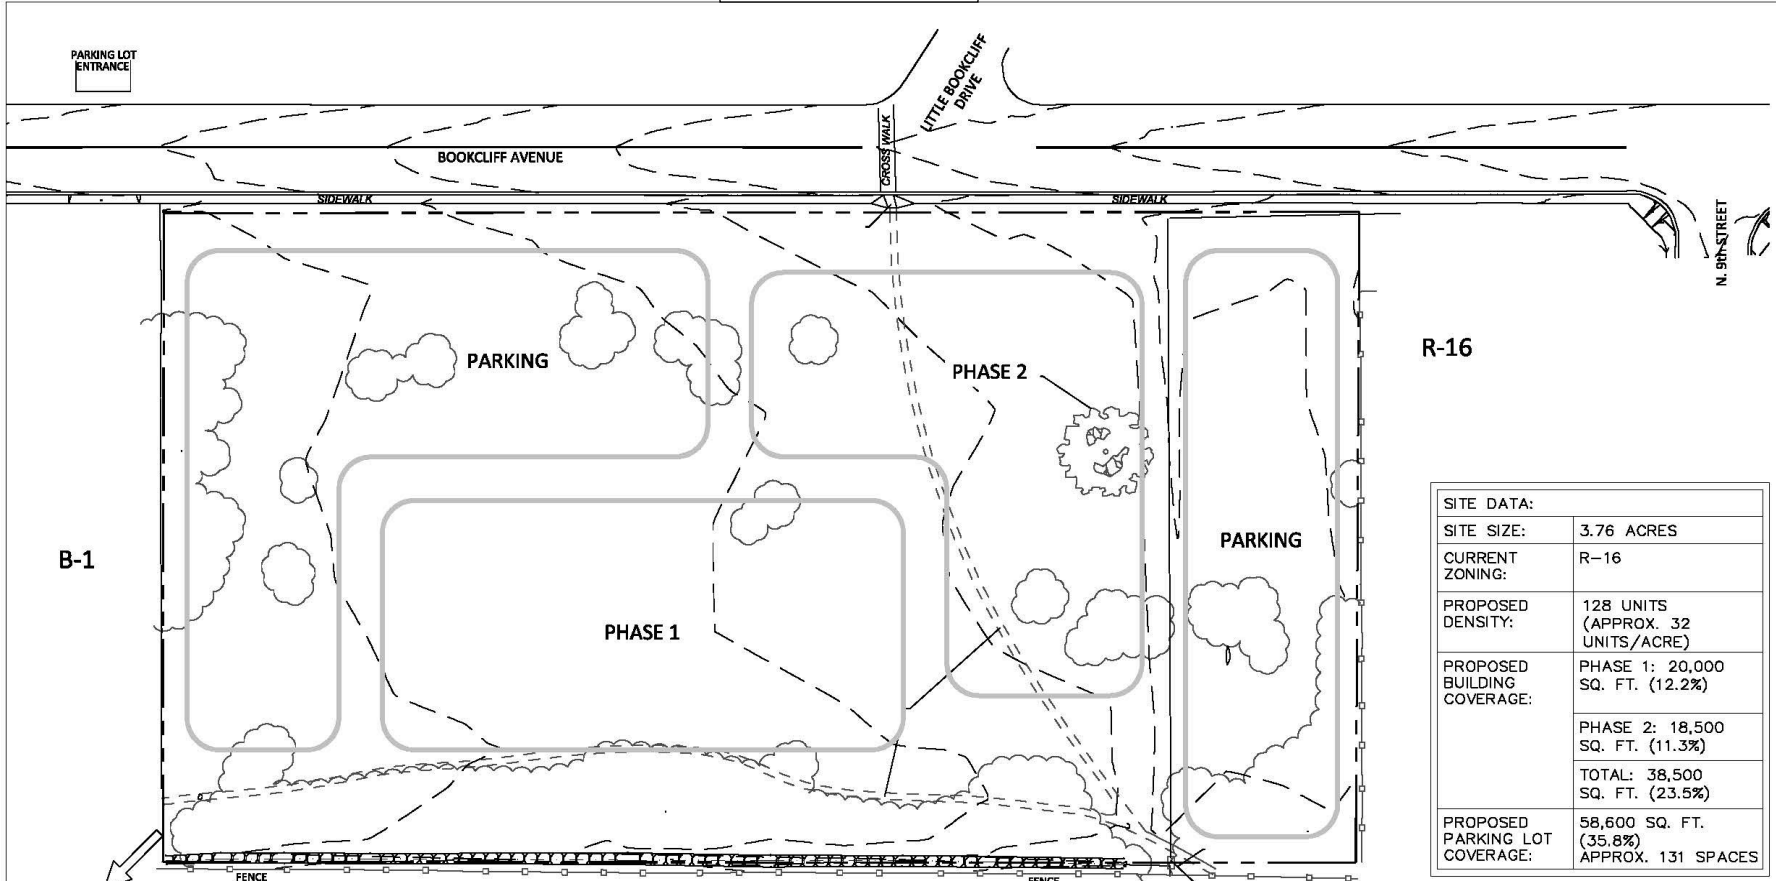 PARKING LOT
ENTRANCE
LITTLE BOOKCLIFF
DRIVE
CROSS WALK
BOOKCLIFF AVENUE
SIDEWALK
SIDEWALK
N. 9th STREET
PARKING
PHASE 2
R-16
B-1
PARKING
PHASE 1
SITE DATA:
SITE SIZE: 3.76 ACRES
CURRENT R-16
ZONING:
PROPOSED 128 UNITS
DENSITY: (APPROX. 32
UNITS/ACRE)
PROPOSED PHASE 1: 20,000
BUILDING SQ. FT. (12.2%)
COVERAGE:
PHASE 2: 18,500
SQ. FT. (11.3%)
TOTAL: 38,500
SQ. FT. (23.5%)
PROPOSED 58,600 SQ. FT.
PARKING LOT (35.8%)
COVERAGE: APPROX. 131 SPACES
FENCE
FENCE